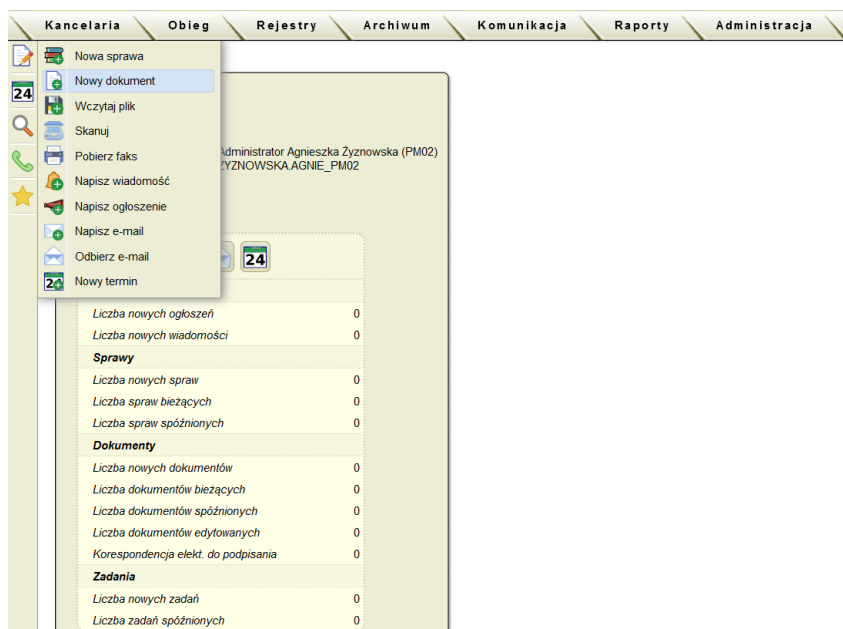 Kancelaria Obieg Rejestry Archiwum Komunikacja Raporty Administracja
Nowa sprawa
Nowy dokument
24
Wczytaj plik
Skanuj
Pobierz faks
Administrator Agnieszka Żyznowska (PM02)
ZYZNOWSKA.AGNIE_PM02
Napisz wiadomość
Napisz ogłoszenie
Napisz e-mail
Odbierz e-mail
24
24 Nowy termin
Liczba nowych ogłoszeń 0
Liczba nowych wiadomości 0
Sprawy
Liczba nowych spraw 0
Liczba spraw bieżących 0
Liczba spraw spóźnionych 0
Dokumenty
Liczba nowych dokumentów 0
Liczba dokumentów bieżących 0
Liczba dokumentów spóźnionych 0
Liczba dokumentów edytowanych 0
Korespondencja elekt. do podpisania 0
Zadania
Liczba nowych zadań 0
Liczba zadań spóźnionych 0